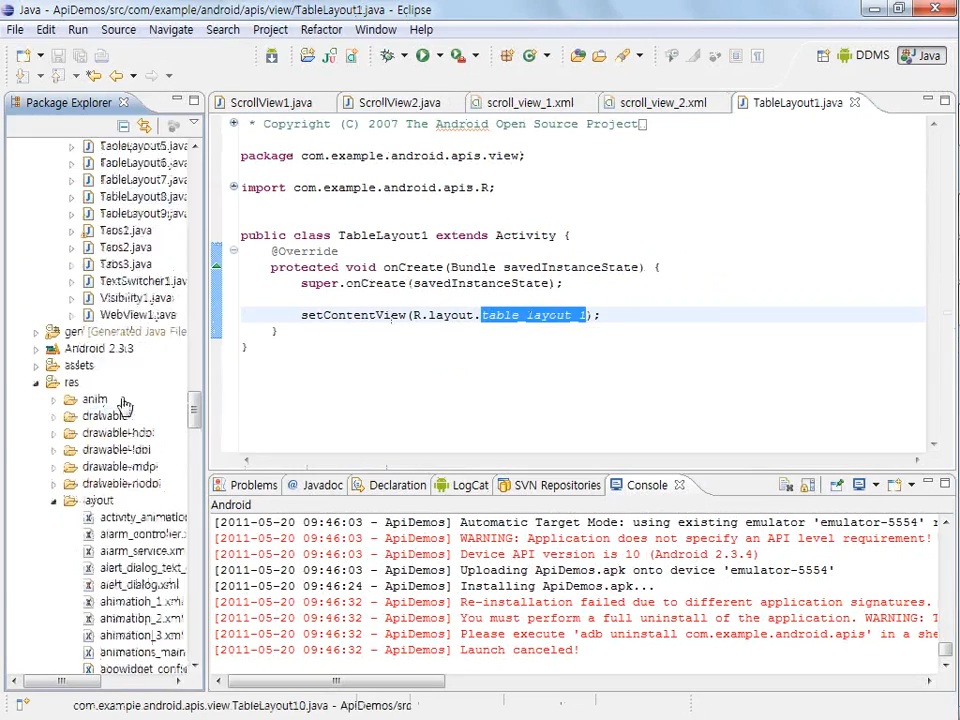 Java - ApiDemos/src/com/example/android/apis/view/TableLayout1.java - Eclipse
File Edit Run Source Navigate Search Project Refactor Window Help
DDMS Java
Package Explorer
ScrollView1.java ScrollView2.java scroll_view_1.xml scroll_view_2.xml TableLayout1.java
TableLayout5.java
TableLayout6.java
TableLayout7.java
TableLayout8.java
TableLayout9.java
Tabs2.java
Tabs3.java
TextSwitcher1.java
Visibility1.java
WebView1.java
gen [Generated Java File
Android 2.3.3
assets
res
anim
drawable
drawable-hdpi
drawable-ldpi
drawable-mdp
drawable-nodpi
layout
activity_animation
alarm_controller.x
alarm_service.xm
alert_dialog_text_
alert_dialog.xml
animation_1.xml
animation_2.xml
animation_3.xml
animations_main
appwidget_config
* Copyright (C) 2007 The Android Open Source Project
package com.example.android.apis.view;
import com.example.android.apis.R;
public class TableLayout1 extends Activity {
@Override
protected void onCreate(Bundle savedInstanceState) {
super.onCreate(savedInstanceState);
setContentView(R.layout.table_layout_1);
}
}
Problems Javadoc Declaration LogCat SVN Repositories Console
Android
[2011-05-20 09:46:03 - ApiDemos] Automatic Target Mode: using existing emulator 'emulator-5554'
[2011-05-20 09:46:03 - ApiDemos] WARNING: Application does not specify an API level requirement!
[2011-05-20 09:46:03 - ApiDemos] Device API version is 10 (Android 2.3.4)
[2011-05-20 09:46:03 - ApiDemos] Uploading ApiDemos.apk onto device 'emulator-5554'
[2011-05-20 09:46:04 - ApiDemos] Installing ApiDemos.apk...
[2011-05-20 09:46:32 - ApiDemos] Re-installation failed due to different application signatures.
[2011-05-20 09:46:32 - ApiDemos] You must perform a full uninstall of the application. WARNING:
[2011-05-20 09:46:32 - ApiDemos] Please execute 'adb uninstall com.example.android.apis' in a she
[2011-05-20 09:46:32 - ApiDemos] Launch canceled!
com.example.android.apis.view.TableLayout10.java - ApiDemos/src